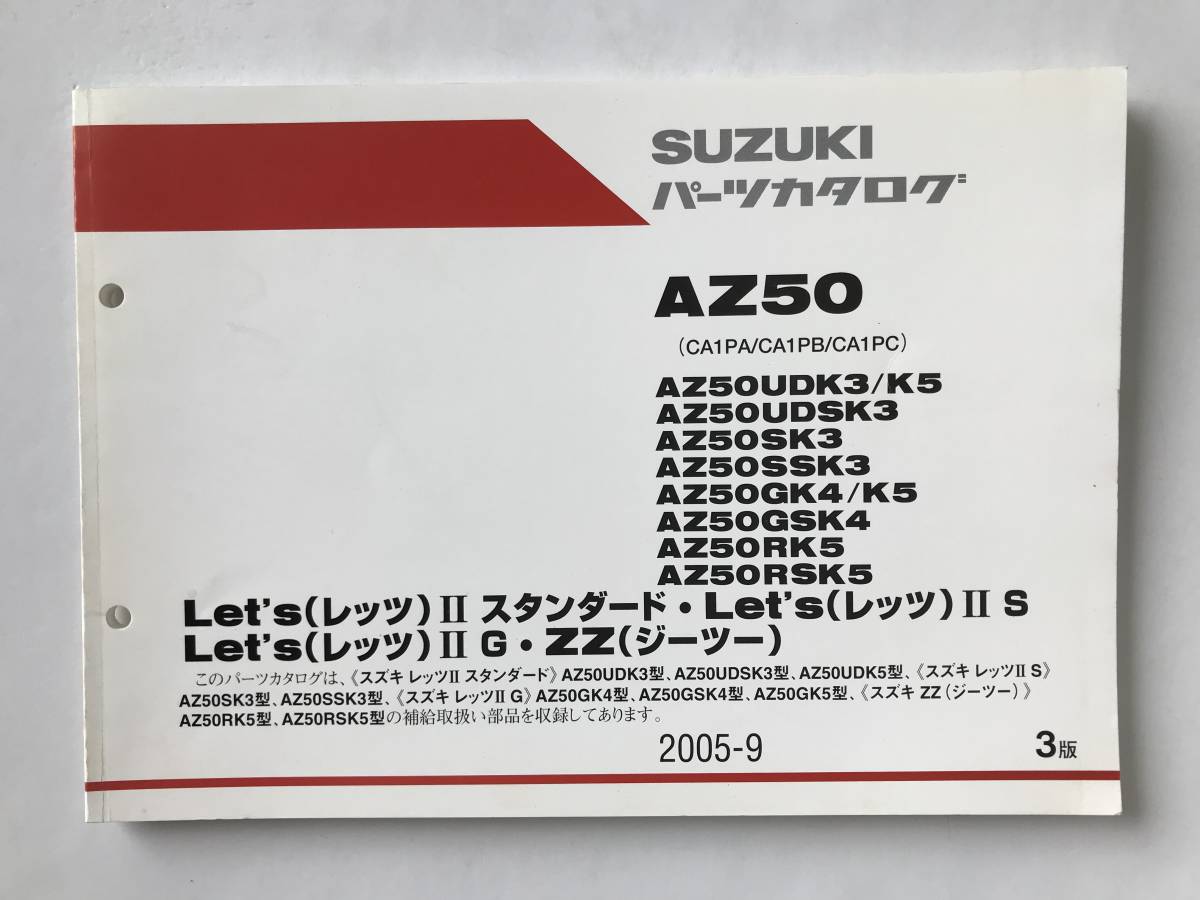 SUZUKI
パーツカタログ
AZ50
(CA1PA/CA1PB/CA1PC)
AZ50UDK3/K5
AZ50UDSK3
AZ50SK3
AZ50SSK3
AZ50GK4/K5
AZ50GSK4
AZ50RK5
AZ50RSK5
Let's(レッツ)Ⅱ スタンダード・Let's(レッツ)Ⅱ S
Let's(レッツ)Ⅱ G・ZZ(ジーツー)
このパーツカタログは、《スズキ レッツⅡ スタンダード》AZ50UDK3型、AZ50UDSK3型、AZ50UDK5型、《スズキ レッツⅡ S》
AZ50SK3型、AZ50SSK3型、《スズキ レッツⅡ G》AZ50GK4型、AZ50GSK4型、AZ50GK5型、《スズキ ZZ(ジーツー)》
AZ50RK5型、AZ50RSK5型の補給取扱い部品を収録してあります。
2005-9 3版